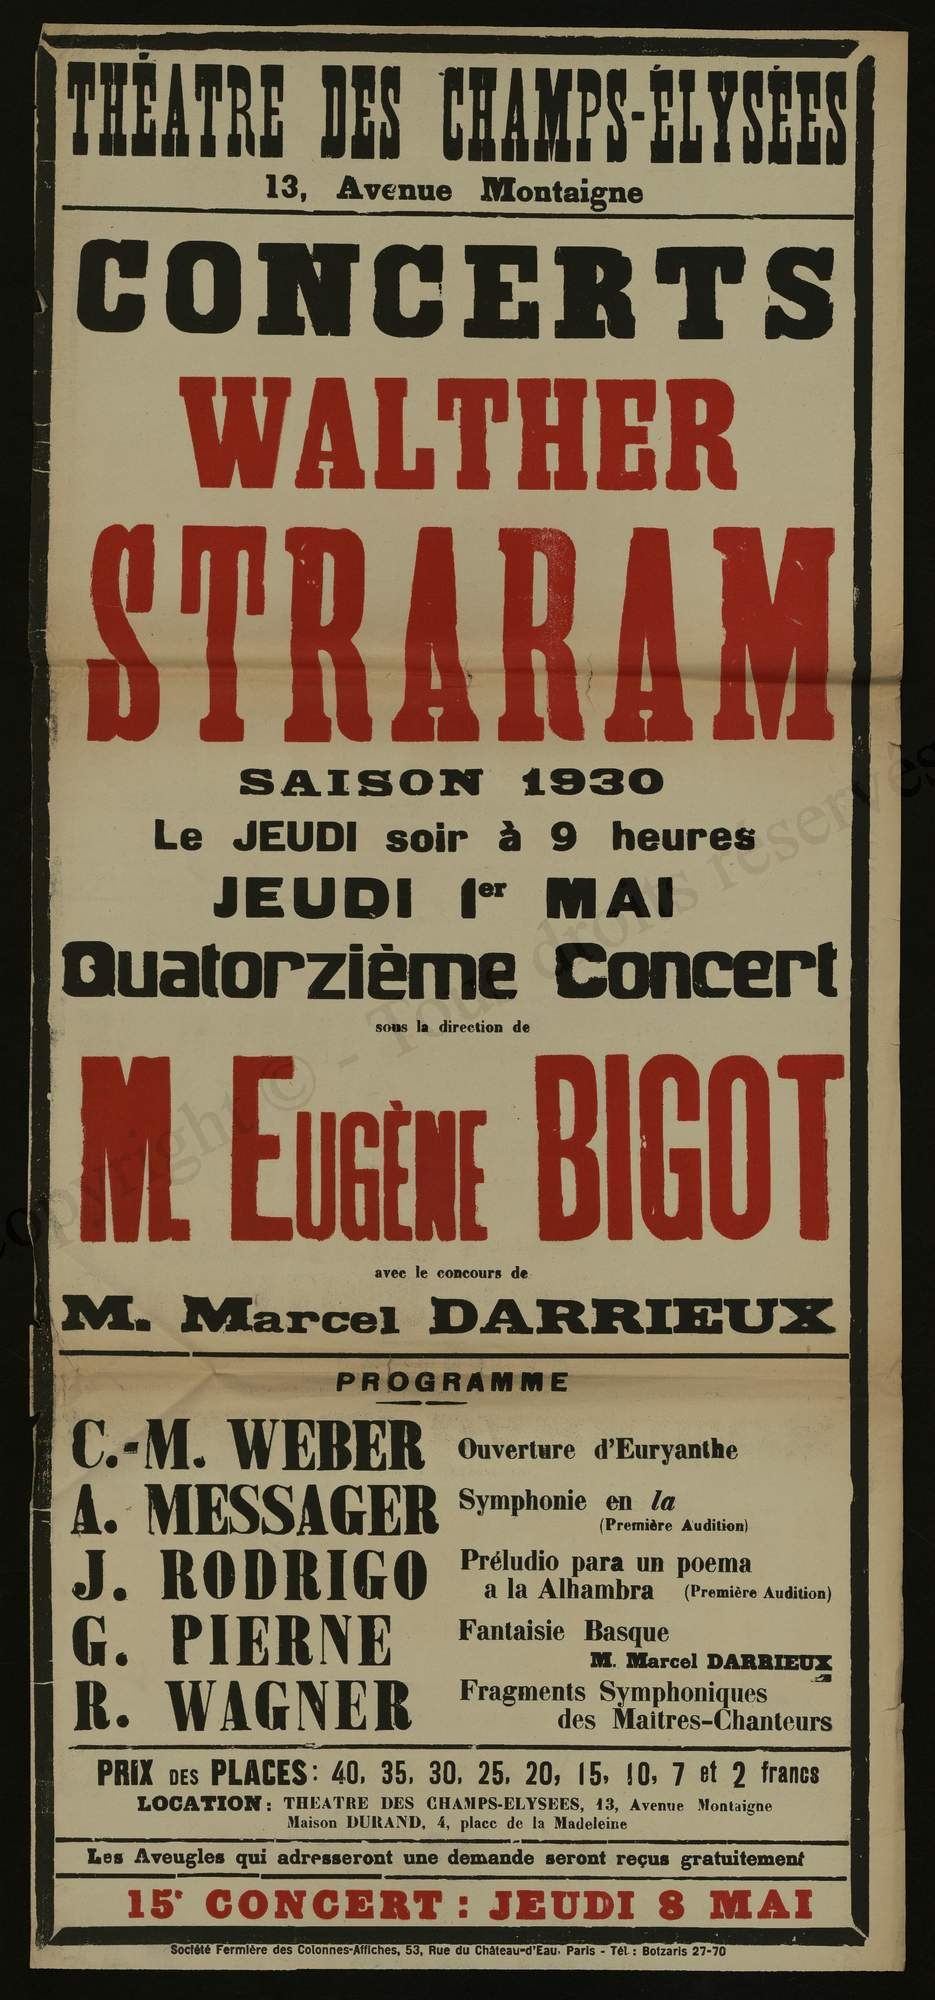 THÉATRE DES CHAMPS-ÉLYSÉES
13, Avenue Montaigne
CONCERTS
WALTHER
STRARAM
SAISON 1930
Le JEUDI soir à 9 heures
JEUDI 1er MAI
Quatorzième Concert
sous la direction de
M. EUGÈNE BIGOT
avec le concours de
M. Marcel DARRIEUX
PROGRAMME
C.-M. WEBER Ouverture d'Euryanthe
A. MESSAGER Symphonie en la
(Première Audition)
J. RODRIGO Préludio para un poema
a la Alhambra (Première Audition)
G. PIERNE Fantaisie Basque
M. Marcel DARRIEUX
R. WAGNER Fragments Symphoniques
des Maîtres-Chanteurs
PRIX DES PLACES: 40, 35, 30, 25, 20, 15, 10, 7 et 2 francs
LOCATION: THEATRE DES CHAMPS-ELYSEES, 13, Avenue Montaigne
Maison DURAND, 4, place de la Madeleine
Les Aveugles qui adresseront une demande seront reçus gratuitement
15e CONCERT : JEUDI 8 MAI
Société Fermière des Colonnes-Affiches, 53, Rue du Château-d'Eau. Paris - Tél. : Botzaris 27-70
Copyright © - Tous droits réservés